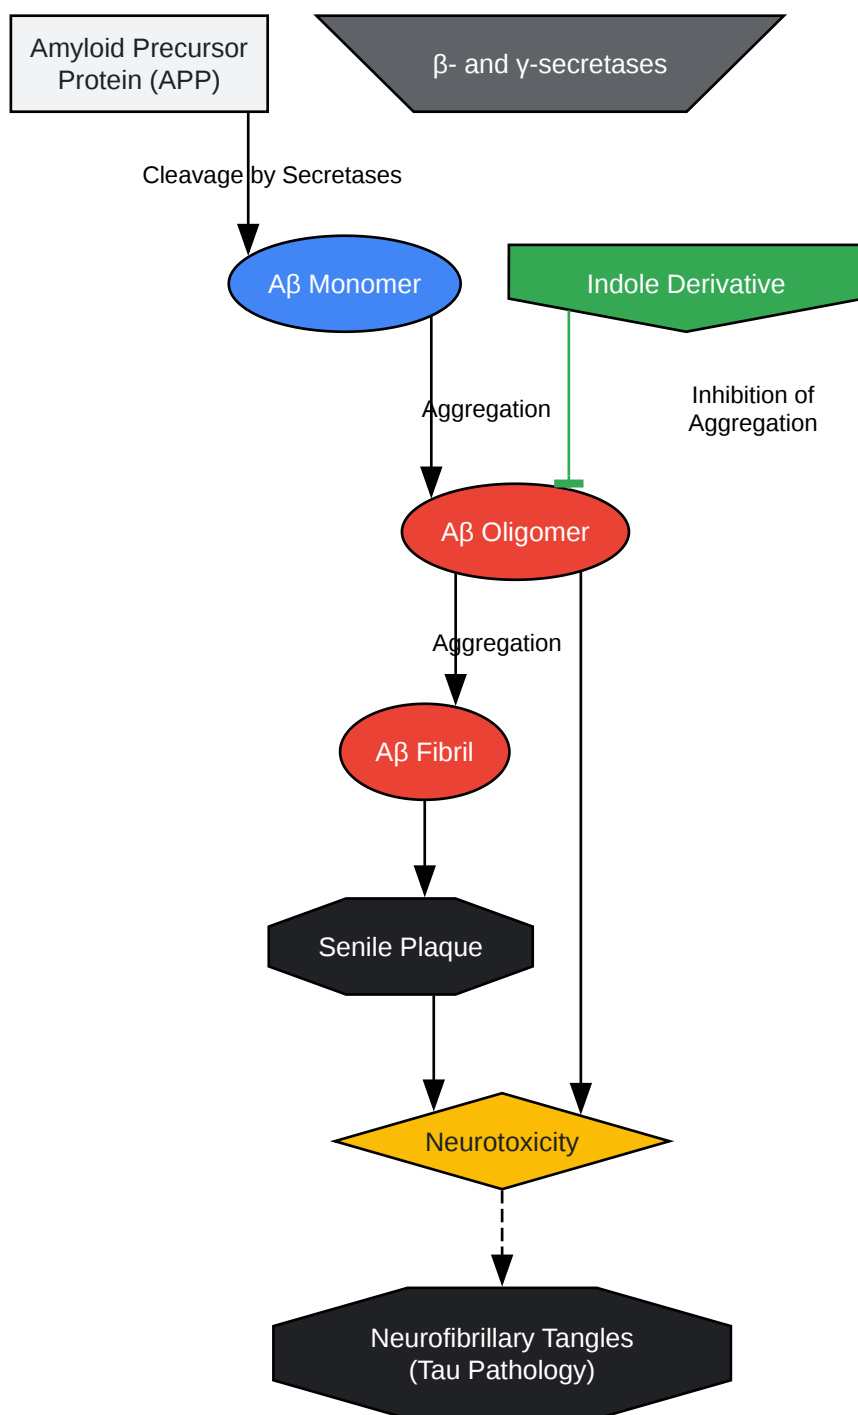 Amyloid Precursor
Protein (APP)
β- and γ-secretases
Cleavage by Secretases
Aβ Monomer
Indole Derivative
Aggregation
Inhibition of
Aggregation
Aβ Oligomer
Aggregation
Aβ Fibril
Senile Plaque
Neurotoxicity
Neurofibrillary Tangles
(Tau Pathology)